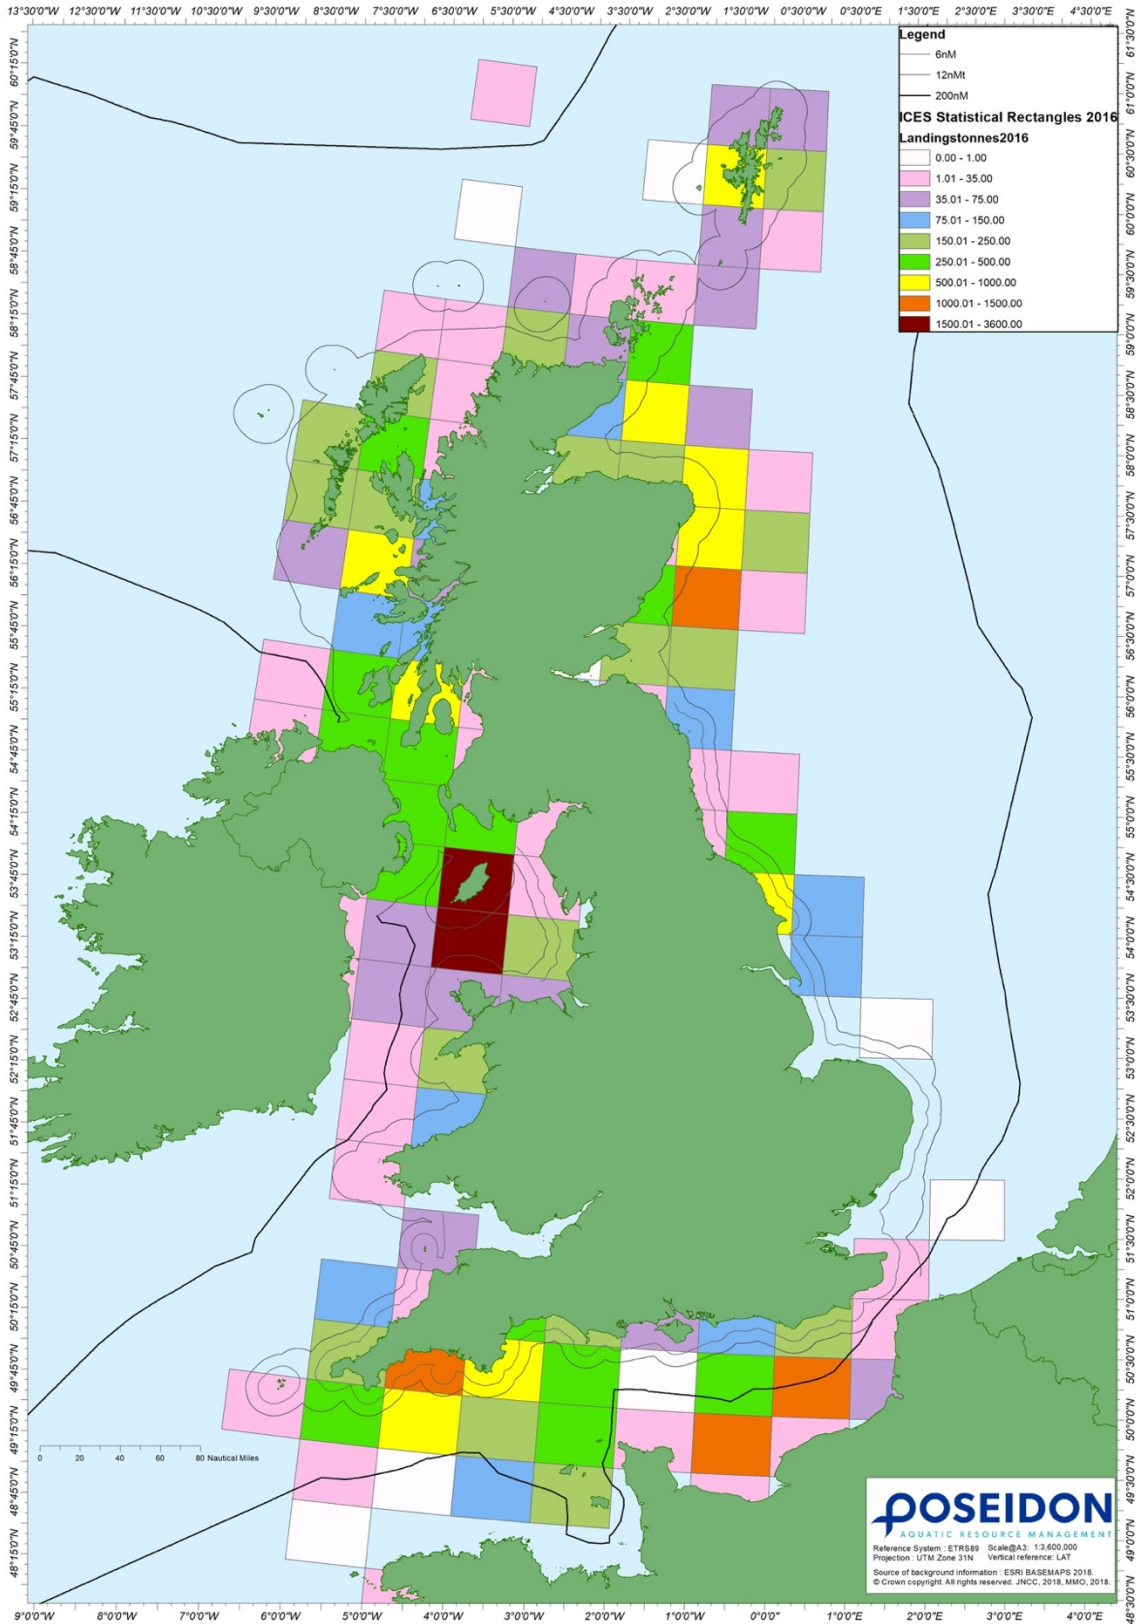 13°30'0"W 12°30'0"W 11°30'0"W 10°30'0"W 9°30'0"W 8°30'0"W 7°30'0"W 6°30'0"W 5°30'0"W 4°30'0"W 3°30'0"W 2°30'0"W 1°30'0"W 0°30'0"W 0°30'0"E 1°30'0"E 2°30'0"E 3°30'0"E 4°30'0"E
60°15'0"N
59°45'0"N
59°15'0"N
58°45'0"N
58°15'0"N
57°45'0"N
57°15'0"N
56°45'0"N
56°15'0"N
55°45'0"N
55°15'0"N
54°45'0"N
54°15'0"N
53°45'0"N
53°15'0"N
52°45'0"N
52°15'0"N
51°45'0"N
51°15'0"N
50°45'0"N
50°15'0"N
49°45'0"N
49°15'0"N
48°45'0"N
48°15'0"N
Legend
6nM
12nMt
200nM
ICES Statistical Rectangles 2016
Landingstonnes2016
0.00 - 1.00
1.01 - 35.00
35.01 - 75.00
75.01 - 150.00
150.01 - 250.00
250.01 - 500.00
500.01 - 1000.00
1000.01 - 1500.00
1500.01 - 3600.00
61°30'0"N
61°0'0"N
60°30'0"N
60°0'0"N
59°30'0"N
59°0'0"N
58°30'0"N
58°0'0"N
57°30'0"N
57°0'0"N
56°30'0"N
56°0'0"N
55°30'0"N
55°0'0"N
54°30'0"N
54°0'0"N
53°30'0"N
53°0'0"N
52°30'0"N
52°0'0"N
51°30'0"N
51°0'0"N
50°30'0"N
50°0'0"N
49°30'0"N
49°0'0"N
48°30'0"N
0 20 40 60 80 Nautical Miles
POSEIDON
AQUATIC RESOURCE MANAGEMENT
Reference System : ETRS89 Scale@A3: 1:3,600,000
Projection : UTM Zone 31N Vertical reference: LAT
Source of background information : ESRI BASEMAPS 2018.
© Crown copyright. All rights reserved. JNCC, 2018, MMO, 2018.
9°0'0"W 8°0'0"W 7°0'0"W 6°0'0"W 5°0'0"W 4°0'0"W 3°0'0"W 2°0'0"W 1°0'0"W 0°0'0" 1°0'0"E 2°0'0"E 3°0'0"E 4°0'0"E